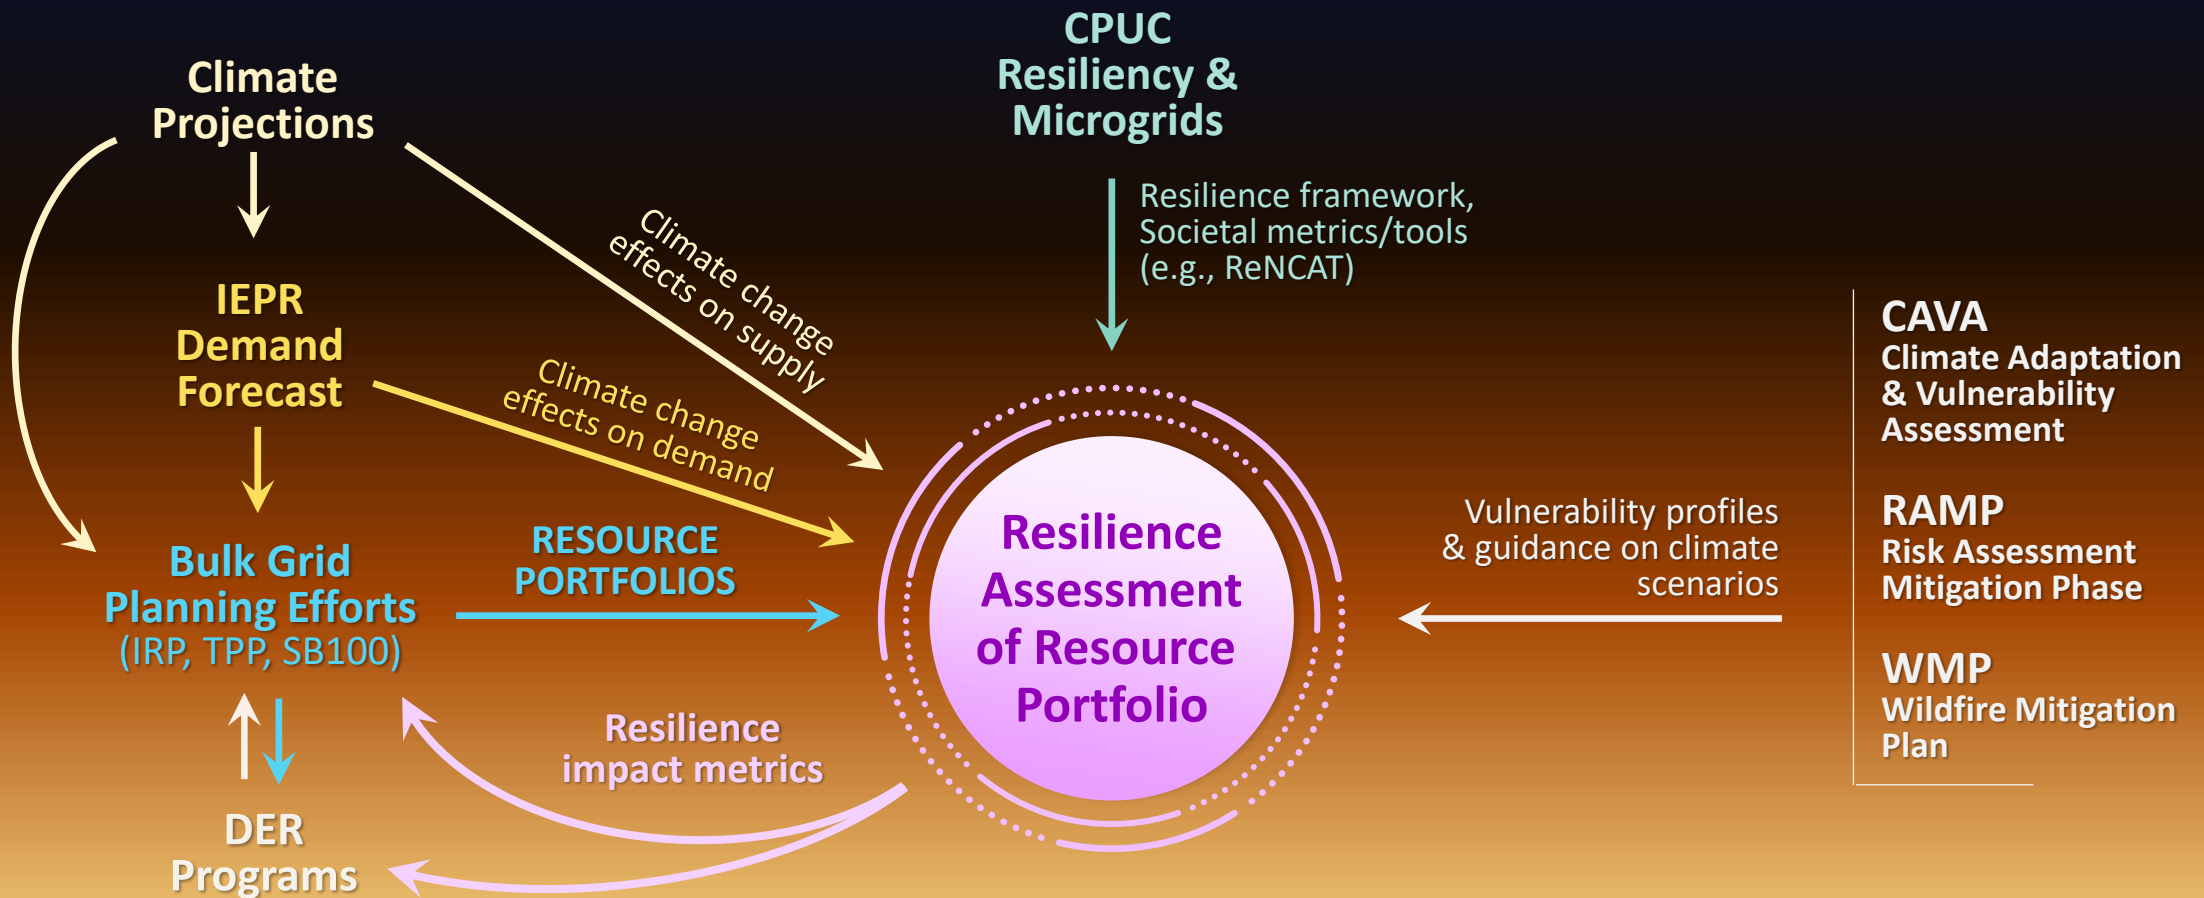 Climate
Projections
CPUC
Resiliency &
Microgrids
Resilience framework,
Societal metrics/tools
(e.g., ReNCAT)
Climate change
effects on supply
IEPR
Demand
Forecast
Climate change
effects on demand
Bulk Grid
Planning Efforts
(IRP, TPP, SB100)
RESOURCE
PORTFOLIOS
Resilience
Assessment
of Resource
Portfolio
Vulnerability profiles
& guidance on climate
scenarios
CAVA
Climate Adaptation
& Vulnerability
Assessment
RAMP
Risk Assessment
Mitigation Phase
WMP
Wildfire Mitigation
Plan
Resilience
impact metrics
DER
Programs